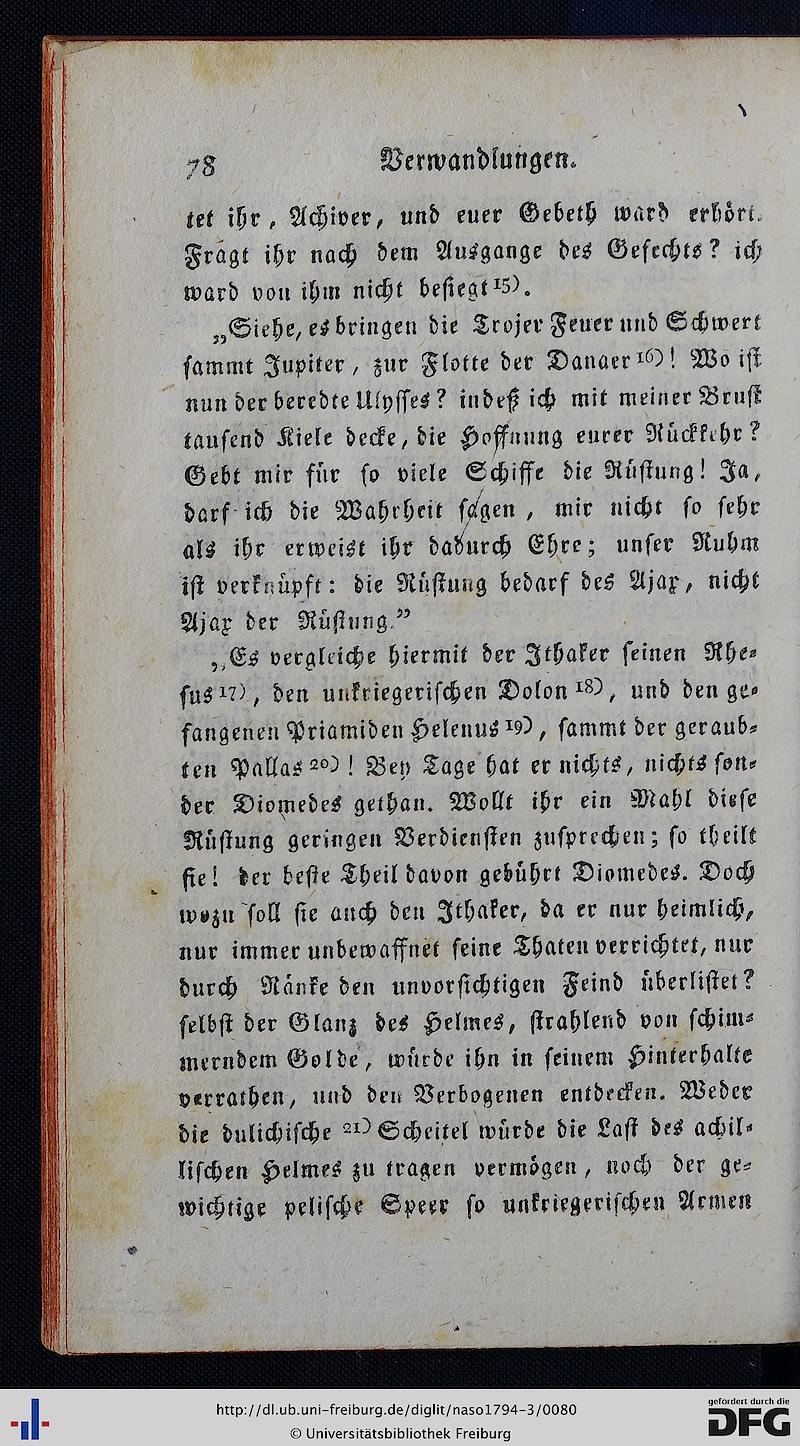 78 Verwandlungen.
tet ihr, Achiver, und euer Gebeth ward erhört.
Fragt ihr nach dem Ausgange des Gefechts? ich
ward von ihm nicht besiegt 15).
„Siehe, es bringen die Trojer Feuer und Schwert
sammt Jupiter, zur Flotte der Danaer 16)! Wo ist
nun der beredte Ulysses? indeß ich mit meiner Brust
tausend Kiele decke, die Hoffnung eurer Rückkehr?
Gebt mir für so viele Schiffe die Rüstung! Ja,
darf ich die Wahrheit sagen, mir nicht so sehr
als ihr erweist ihr dadurch Ehre; unser Ruhm
ist verknüpft: die Rüstung bedarf des Ajax, nicht
Ajax der Rüstung.”
„Es vergleiche hiermit der Ithaker seinen Rhe-
sus 17), den unkriegerischen Dolon 18), und den ge-
fangenen Priamiden Helenus 19), sammt der geraub-
ten Pallas 20)! Bey Tage hat er nichts, nichts son-
der Diomedes gethan. Wollt ihr ein Mahl diese
Rüstung geringen Verdiensten zusprechen; so theilt
sie! der beste Theil davon gebührt Diomedes. Doch
wozu soll sie auch den Ithaker, da er nur heimlich,
nur immer unbewaffnet seine Thaten verrichtet, nur
durch Ränke den unvorsichtigen Feind überlistet?
selbst der Glanz des Helmes, strahlend von schim-
merndem Golde, würde ihn in seinem Hinterhalte
verrathen, und den Verbogenen entdecken. Weder
die dulichische 21) Scheitel würde die Last des achil-
lischen Helmes zu tragen vermögen, noch der ge-
wichtige pelische Speer so unkriegerischen Armen
http://dl.ub.uni-freiburg.de/diglit/naso1794-3/0080
© Universitätsbibliothek Freiburg
gefördert durch die
DFG